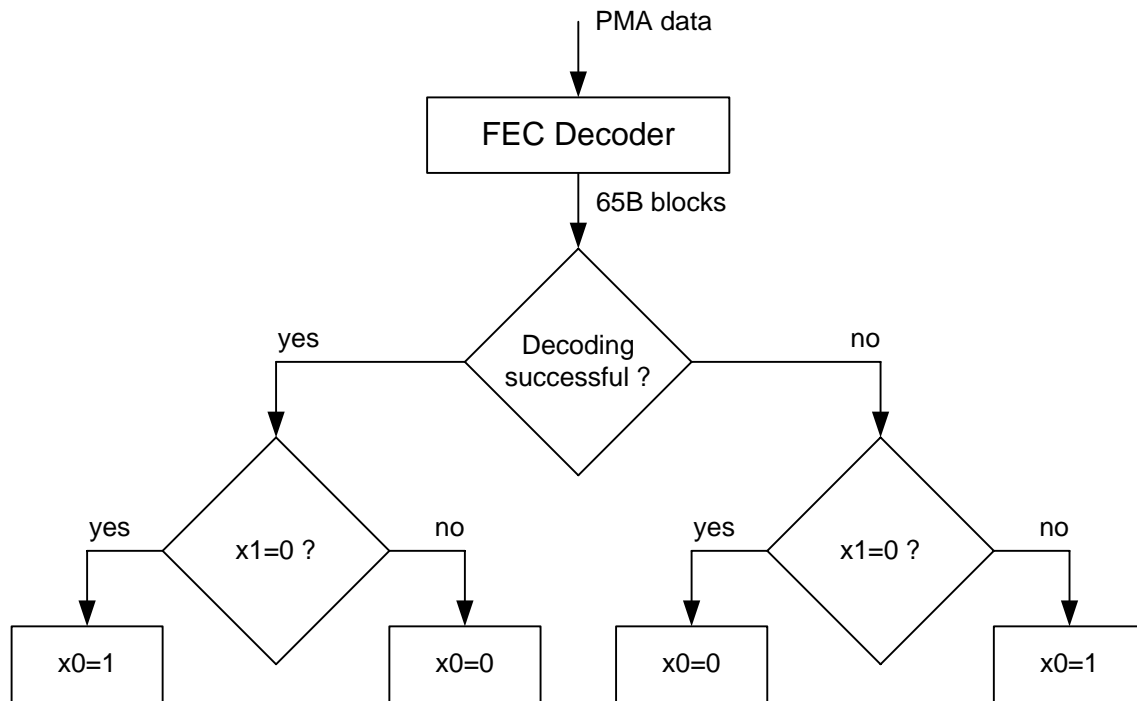 PMA data
FEC Decoder
65B blocks
yes
no
Decoding
successful ?
yes
no
yes
no
x1=0 ?
x1=0 ?
x0=1
x0=0
x0=0
x0=1